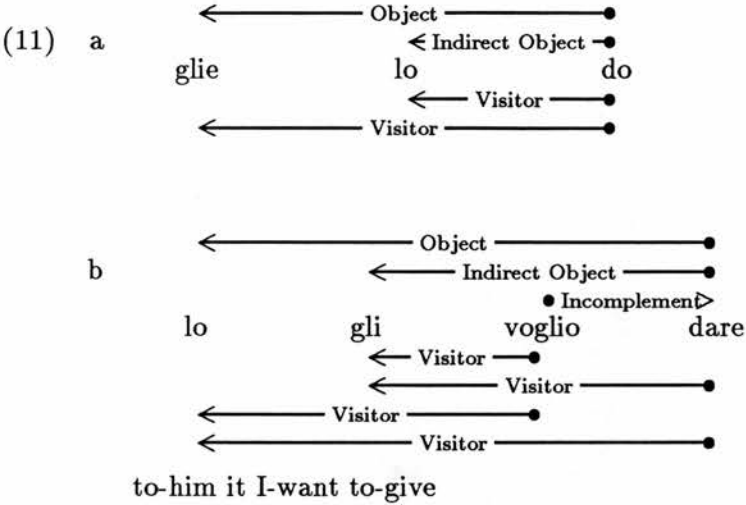 Object
(11) a Indirect Object
glie lo do
Visitor
Visitor
Object
b Indirect Object
Incomplement
lo gli voglio dare
Visitor
Visitor
Visitor
Visitor
to-him it I-want to-give